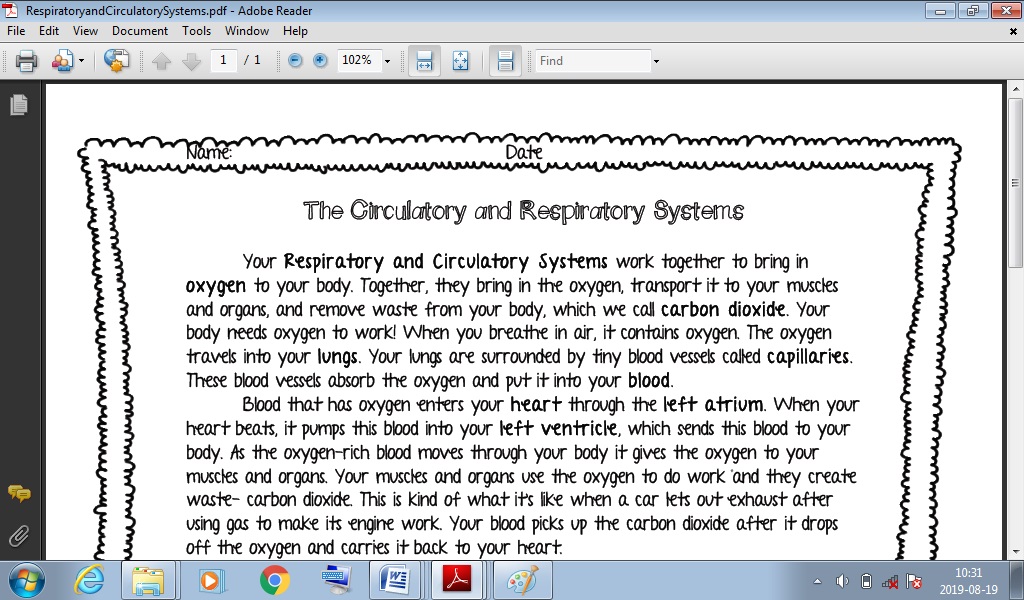 RespiratoryandCirculatorySystems.pdf - Adobe Reader
File Edit View Document Tools Window Help
1 / 1 102% Find
Name: Date
The Circulatory and Respiratory Systems
Your Respiratory and Circulatory Systems work together to bring in
oxygen to your body. Together, they bring in the oxygen, transport it to your muscles
and organs, and remove waste from your body, which we call carbon dioxide. Your
body needs oxygen to work! When you breathe in air, it contains oxygen. The oxygen
travels into your lungs. Your lungs are surrounded by tiny blood vessels called capillaries.
These blood vessels absorb the oxygen and put it into your blood.
Blood that has oxygen enters your heart through the left atrium. When your
heart beats, it pumps this blood into your left ventricle, which sends this blood to your
body. As the oxygen-rich blood moves through your body it gives the oxygen to your
muscles and organs. Your muscles and organs use the oxygen to do work and they create
waste- carbon dioxide. This is kind of what it's like when a car lets out exhaust after
using gas to make its engine work. Your blood picks up the carbon dioxide after it drops
off the oxygen and carries it back to your heart.
10:31
2019-08-19